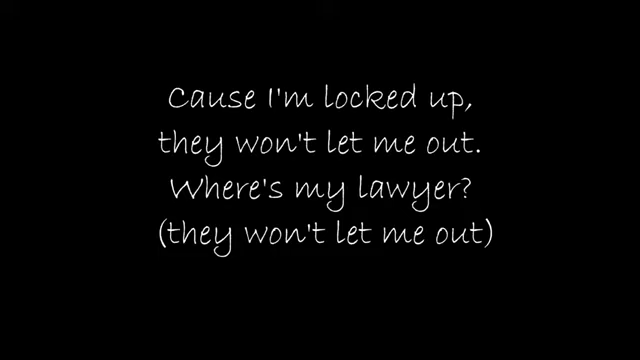 Cause I'm locked up,
they won't let me out.
Where's my lawyer?
(they won't let me out)